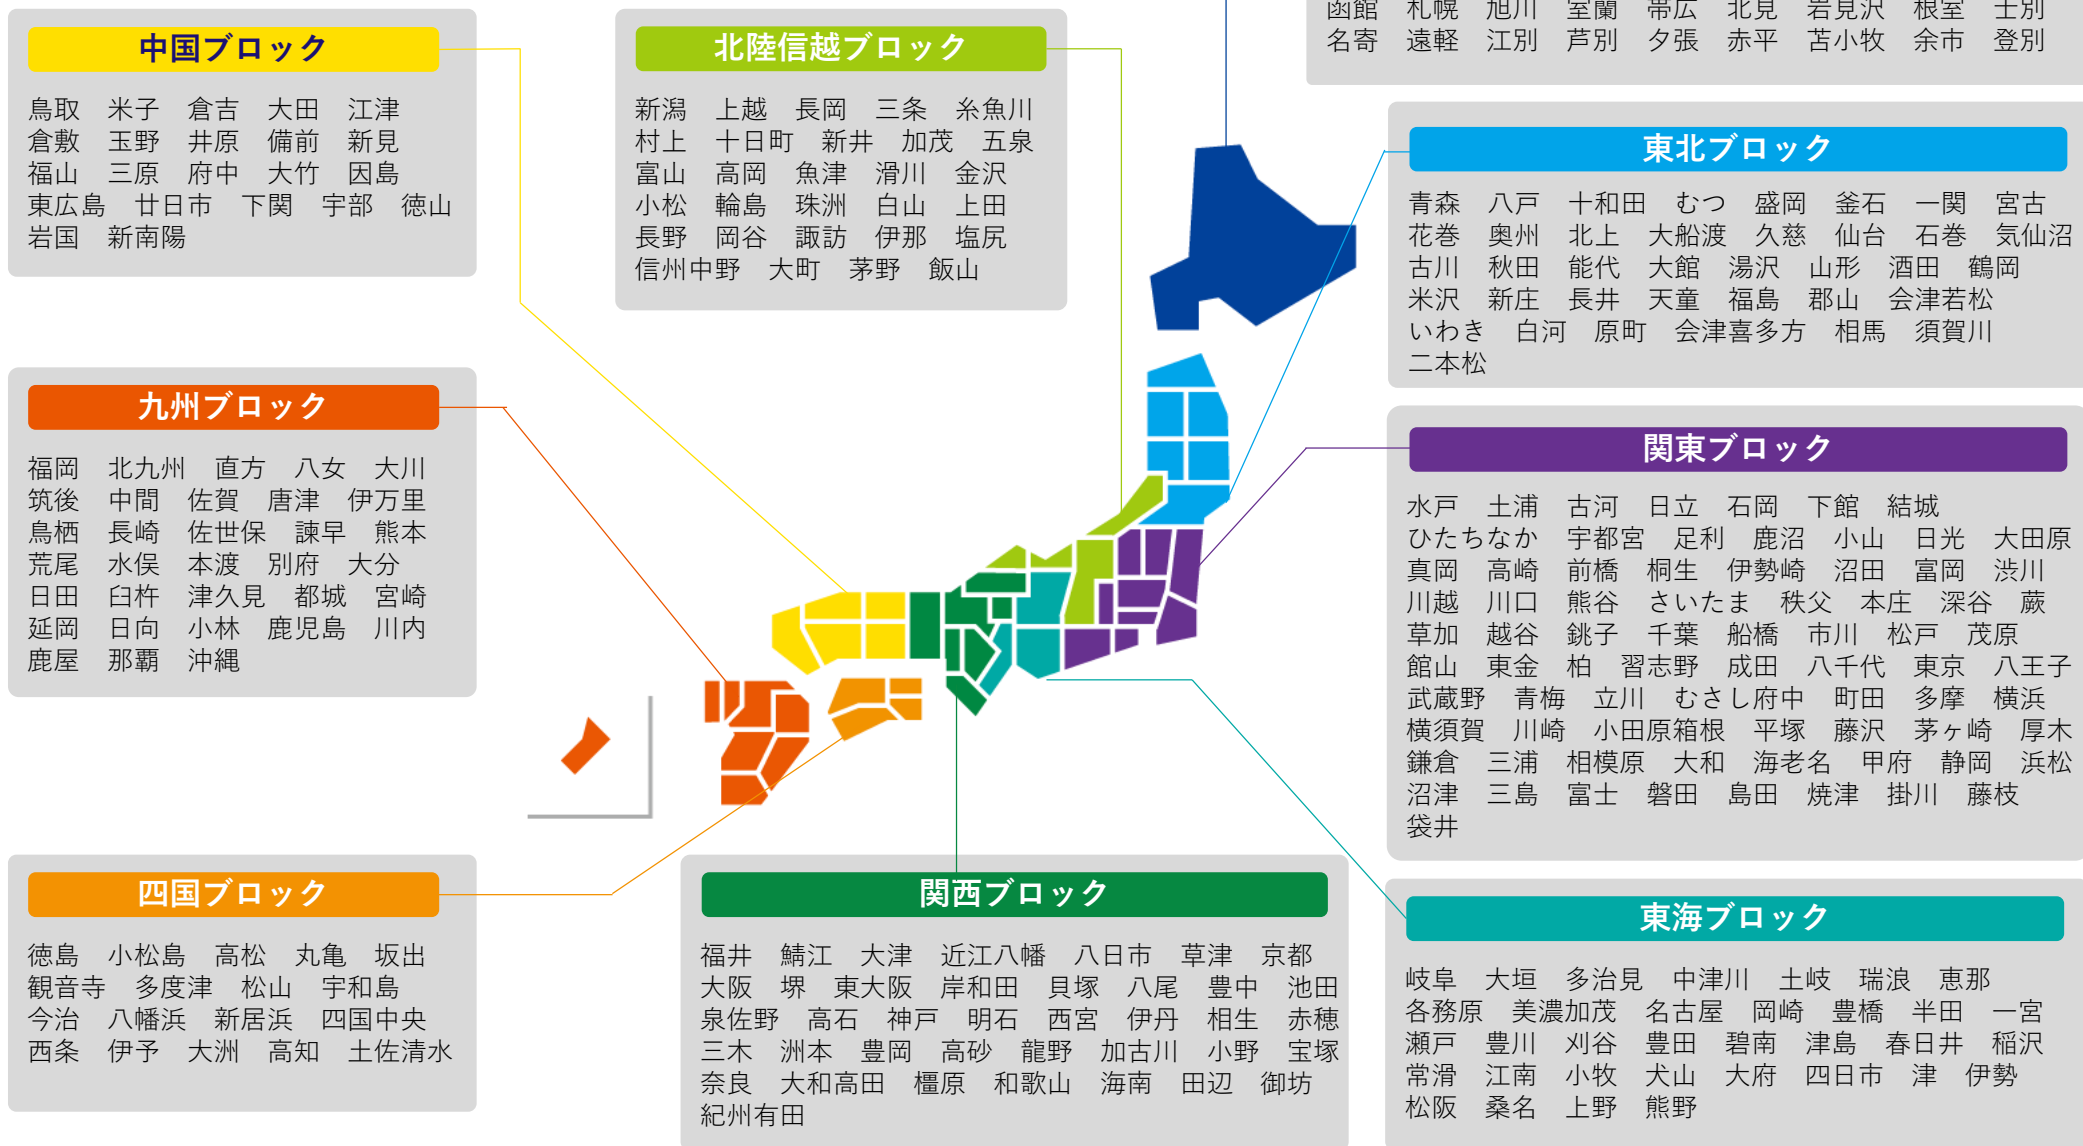 函館 札幌 旭川 室蘭 帯広 北見 岩見沢 根室 士別
名寄 遠軽 江別 芦別 夕張 赤平 苫小牧 余市 登別
中国ブロック
鳥取 米子 倉吉 大田 江津
倉敷 玉野 井原 備前 新見
福山 三原 府中 大竹 因島
東広島 廿日市 下関 宇部 徳山
岩国 新南陽
北陸信越ブロック
新潟 上越 長岡 三条 糸魚川
村上 十日町 新井 加茂 五泉
富山 高岡 魚津 滑川 金沢
小松 輪島 珠洲 白山 上田
長野 岡谷 諏訪 伊那 塩尻
信州中野 大町 茅野 飯山
東北ブロック
青森 八戸 十和田 むつ 盛岡 釜石 一関 宮古
花巻 奥州 北上 大船渡 久慈 仙台 石巻 気仙沼
古川 秋田 能代 大館 湯沢 山形 酒田 鶴岡
米沢 新庄 長井 天童 福島 郡山 会津若松
いわき 白河 原町 会津喜多方 相馬 須賀川
二本松
九州ブロック
福岡 北九州 直方 八女 大川
筑後 中間 佐賀 唐津 伊万里
鳥栖 長崎 佐世保 諫早 熊本
荒尾 水俣 本渡 別府 大分
日田 臼杵 津久見 都城 宮崎
延岡 日向 小林 鹿児島 川内
鹿屋 那覇 沖縄
関東ブロック
水戸 土浦 古河 日立 石岡 下館 結城
ひたちなか 宇都宮 足利 鹿沼 小山 日光 大田原
真岡 高崎 前橋 桐生 伊勢崎 沼田 富岡 渋川
川越 川口 熊谷 さいたま 秩父 本庄 深谷 蕨
草加 越谷 銚子 千葉 船橋 市川 松戸 茂原
館山 東金 柏 習志野 成田 八千代 東京 八王子
武蔵野 青梅 立川 むさし府中 町田 多摩 横浜
横須賀 川崎 小田原箱根 平塚 藤沢 茅ヶ崎 厚木
鎌倉 三浦 相模原 大和 海老名 甲府 静岡 浜松
沼津 三島 富士 磐田 島田 焼津 掛川 藤枝
袋井
四国ブロック
徳島 小松島 高松 丸亀 坂出
観音寺 多度津 松山 宇和島
今治 八幡浜 新居浜 四国中央
西条 伊予 大洲 高知 土佐清水
関西ブロック
福井 鯖江 大津 近江八幡 八日市 草津 京都
大阪 堺 東大阪 岸和田 貝塚 八尾 豊中 池田
泉佐野 高石 神戸 明石 西宮 伊丹 相生 赤穂
三木 洲本 豊岡 高砂 龍野 加古川 小野 宝塚
奈良 大和高田 橿原 和歌山 海南 田辺 御坊
紀州有田
東海ブロック
岐阜 大垣 多治見 中津川 土岐 瑞浪 恵那
各務原 美濃加茂 名古屋 岡崎 豊橋 半田 一宮
瀬戸 豊川 刈谷 豊田 碧南 津島 春日井 稲沢
常滑 江南 小牧 犬山 大府 四日市 津 伊勢
松阪 桑名 上野 熊野